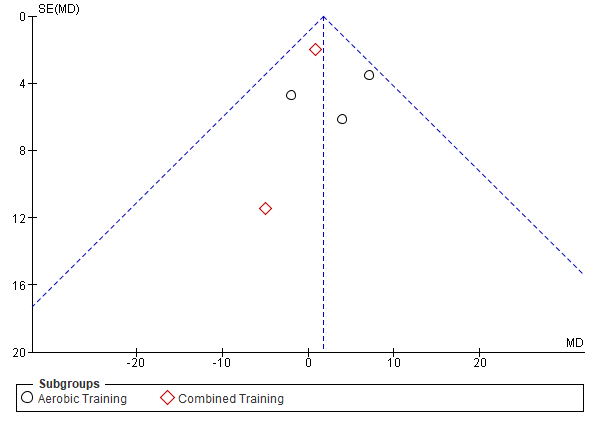 SE(MD)
0
4
8
12
16
20
-20
-10
0
10
20
MD
Subgroups
Aerobic Training
Combined Training